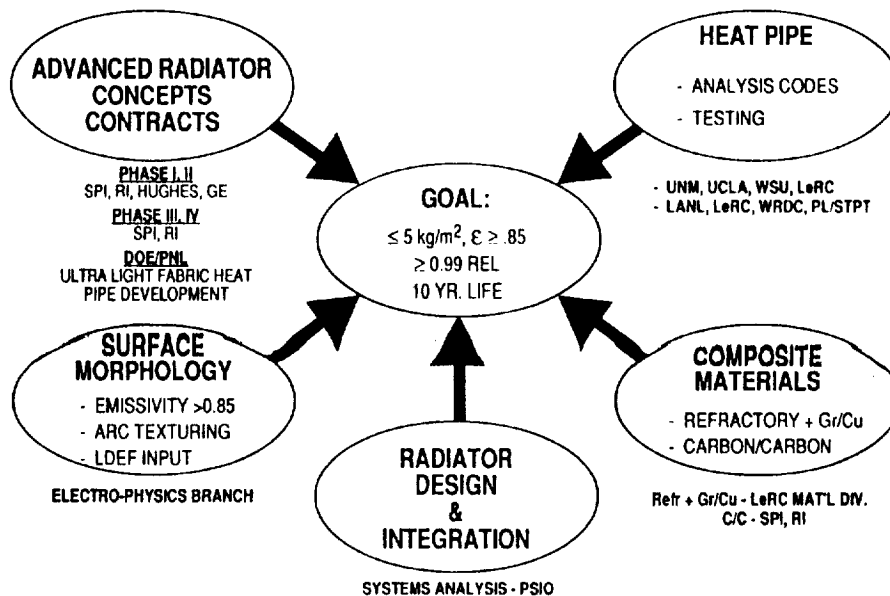 ADVANCED RADIATOR
CONCEPTS
CONTRACTS
PHASE I, II
SPI, RI, HUGHES, GE
PHASE III, IV
SPI, RI
DOE/PNL
ULTRA LIGHT FABRIC HEAT
PIPE DEVELOPMENT
HEAT PIPE
- ANALYSIS CODES
- TESTING
- UNM, UCLA, WSU, LeRC
- LANL, LeRC, WRDC, PL/STPT
GOAL:
≤ 5 kg/m², ε ≥ .85
≥ 0.99 REL
10 YR. LIFE
SURFACE
MORPHOLOGY
- EMISSIVITY >0.85
- ARC TEXTURING
- LDEF INPUT
ELECTRO-PHYSICS BRANCH
RADIATOR
DESIGN
&
INTEGRATION
SYSTEMS ANALYSIS - PSIO
COMPOSITE
MATERIALS
- REFRACTORY + Gr/Cu
- CARBON/CARBON
Refr + Gr/Cu - LeRC MAT'L DIV.
C/C - SPI, RI